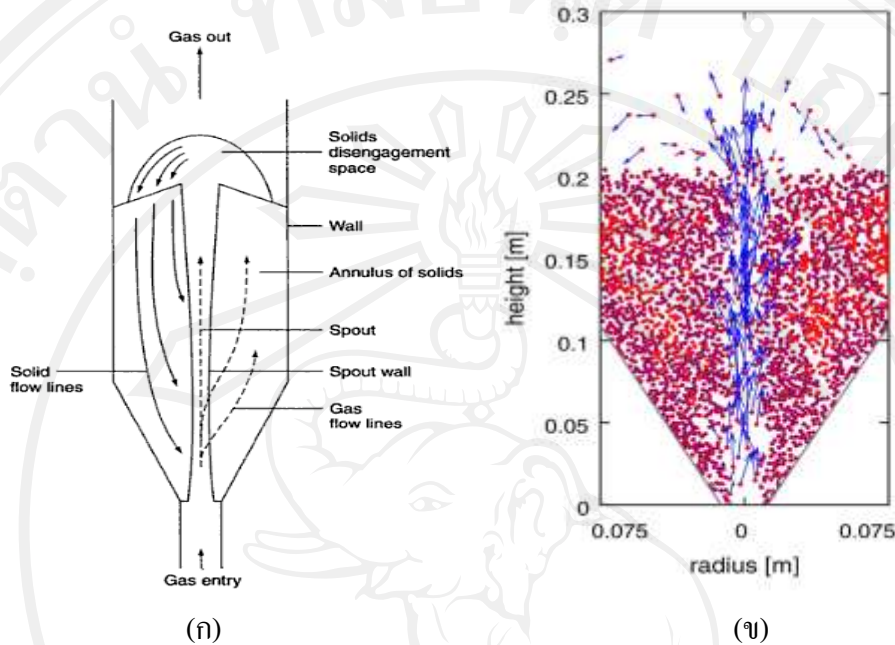 Gas out
Solids
disengagement
space
Wall
Annulus of solids
Spout
Solid
flow lines
Spout wall
Gas
flow lines
Gas entry
(ก)
0.3
0.25
0.2
0.15
0.1
0.05
0
height [m]
0.075
0
0.075
radius [m]
(ข)